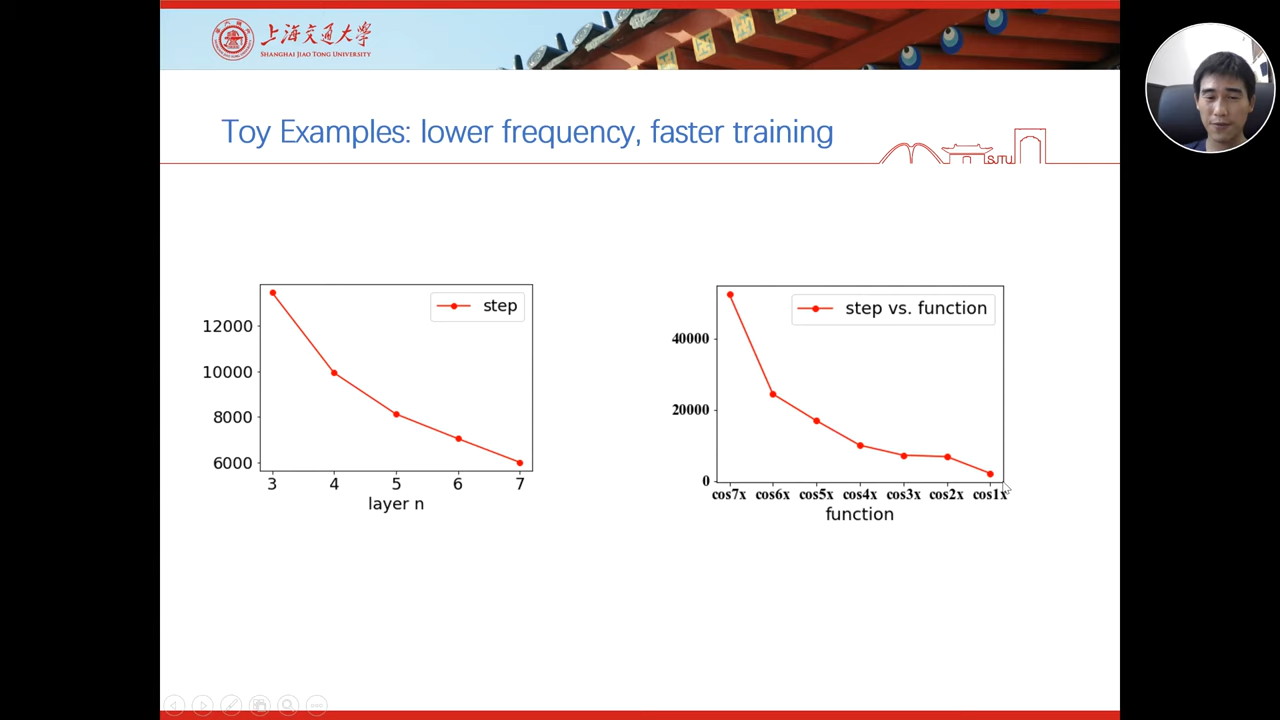 上海交通大学
SHANGHAI JIAO TONG UNIVERSITY
Toy Examples: lower frequency, faster training
SJTU
step
12000
10000
8000
6000
3 4 5 6 7
layer n
step vs. function
40000
20000
0
cos7x cos6x cos5x cos4x cos3x cos2x cos1x
function